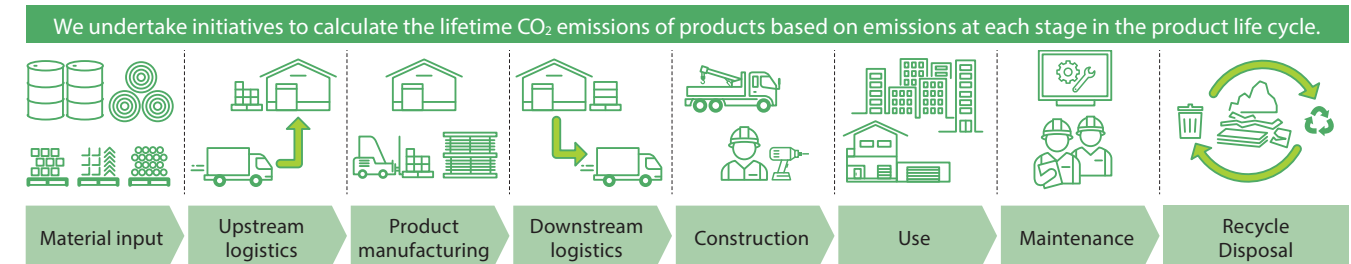 We undertake initiatives to calculate the lifetime CO₂ emissions of products based on emissions at each stage in the product life cycle.
Material input
Upstream
logistics
Product
manufacturing
Downstream
logistics
Construction
Use
Maintenance
Recycle
Disposal